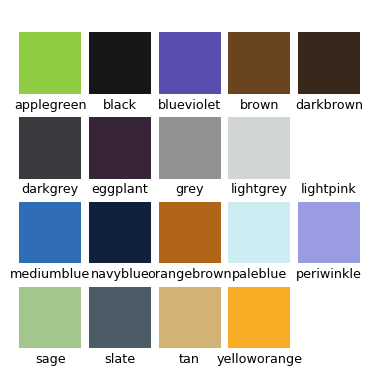 applegreen black blueviolet brown darkbrown
darkgrey eggplant grey lightgrey lightpink
mediumblue navyblue orangebrown paleblue periwinkle
sage slate tan yelloworange